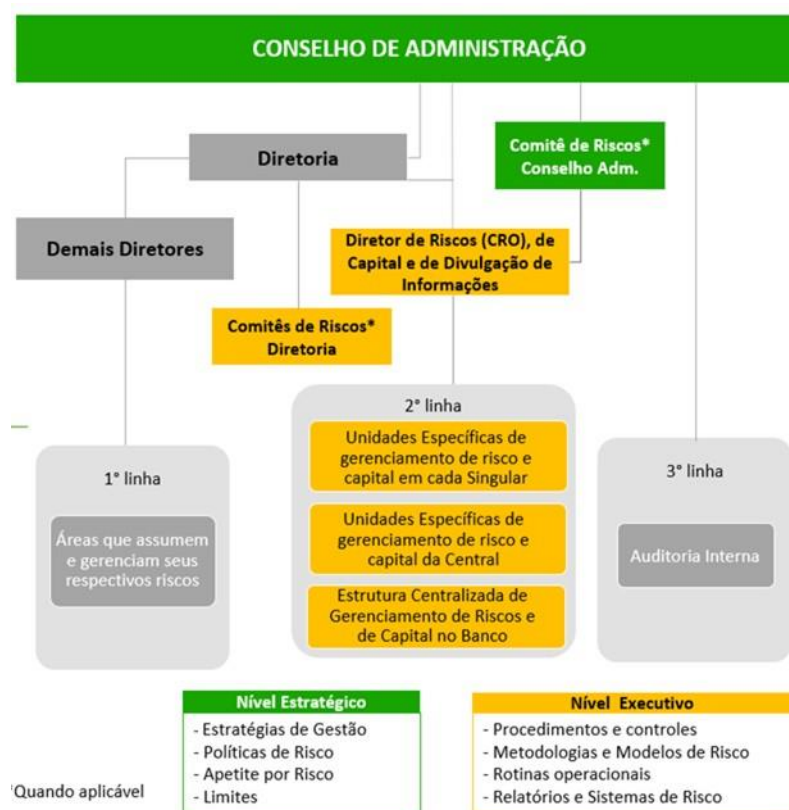 CONSELHO DE ADMINISTRAÇÃO
Diretoria
Comitê de Riscos*
Conselho Adm.
Demais Diretores
Diretor de Riscos (CRO), de
Capital e de Divulgação de
Informações
Comitês de Riscos*
Diretoria
1° linha
Áreas que assumem
e gerenciam seus
respectivos riscos
2° linha
Unidades Específicas de
gerenciamento de risco e
capital em cada Singular
Unidades Específicas de
gerenciamento de risco e
capital da Central
Estrutura Centralizada de
Gerenciamento de Riscos e
de Capital no Banco
3° linha
Auditoria Interna
Nível Estratégico
- Estratégias de Gestão
- Políticas de Risco
- Apetite por Risco
- Limites
Nível Executivo
- Procedimentos e controles
- Metodologias e Modelos de Risco
- Rotinas operacionais
- Relatórios e Sistemas de Risco
*Quando aplicável